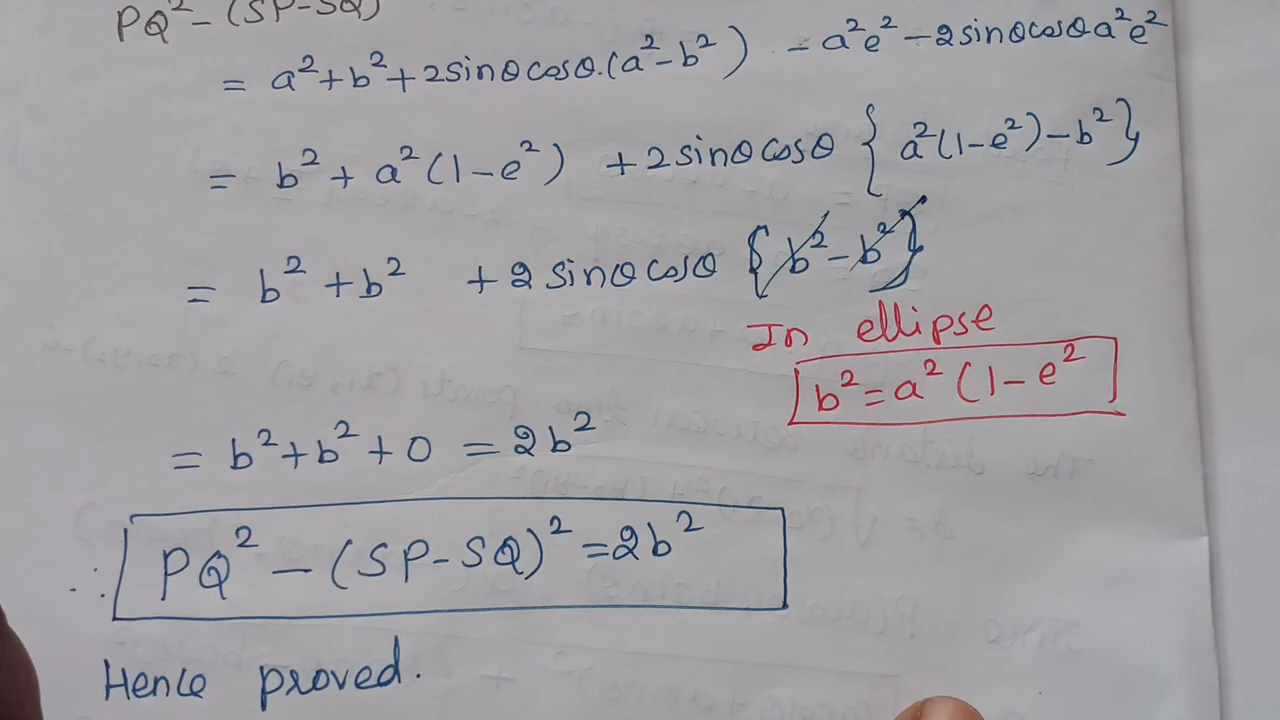 PQ² - (SP-SQ)
= a²+b²+2sinθcosθ.(a²-b²) - a²e²-2sinθcosθa²e²
= b²+a²(1-e²) +2sinθcosθ {a²(1-e²)-b²}
= b²+b² +2sinθcosθ {b²-b²}
In ellipse
b²=a²(1-e²
= b²+b²+0 = 2b²
∴ PQ²-(SP-SQ)²=2b²
Hence proved.